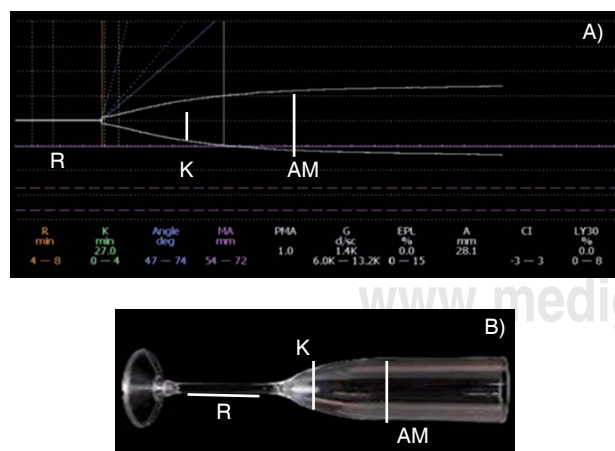 A)
R
K
AM
R K Angle MA PMA G EPL A CI LY30
min min deg mm d/sc % mm %
27.0 1.0 1.4K 0.0 28.1 0.0
4 — 8 0 — 4 47 — 74 54 — 72 6.0K — 13.2K 0 — 15 -3 — 3 0 — 8
www.medig
B)
K
R
AM